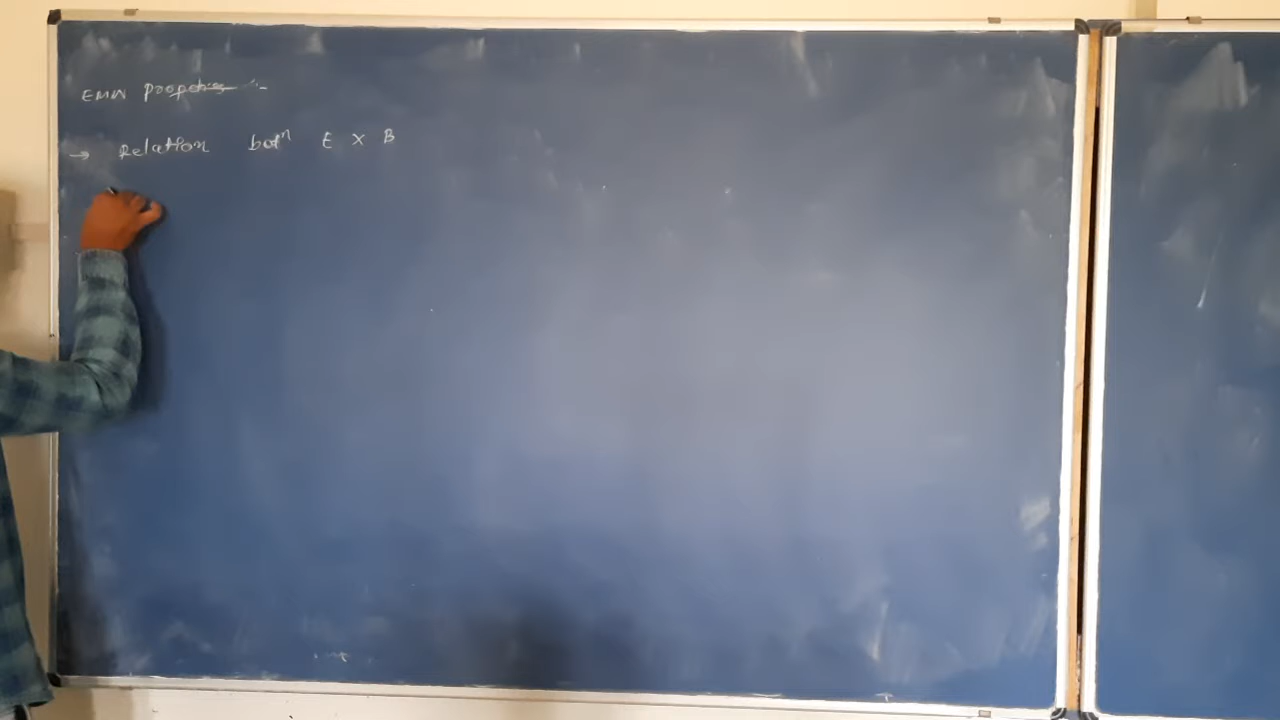 EMW Properties :-
→ Relation betⁿ E × B